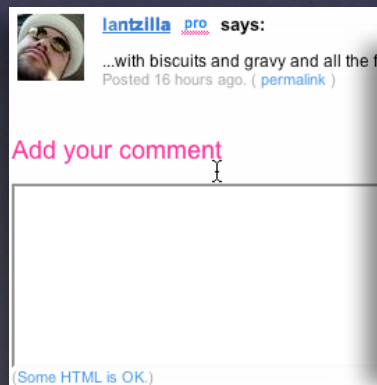 lantzilla pro says:
...with biscuits and gravy and all the
Posted 16 hours ago. ( permalink )
Add your comment
(Some HTML is OK.)